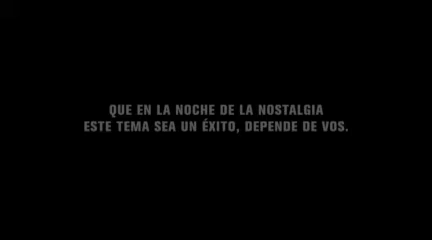 QUE EN LA NOCHE DE LA NOSTALGIA
ESTE TEMA SEA UN ÉXITO, DEPENDE DE VOS.